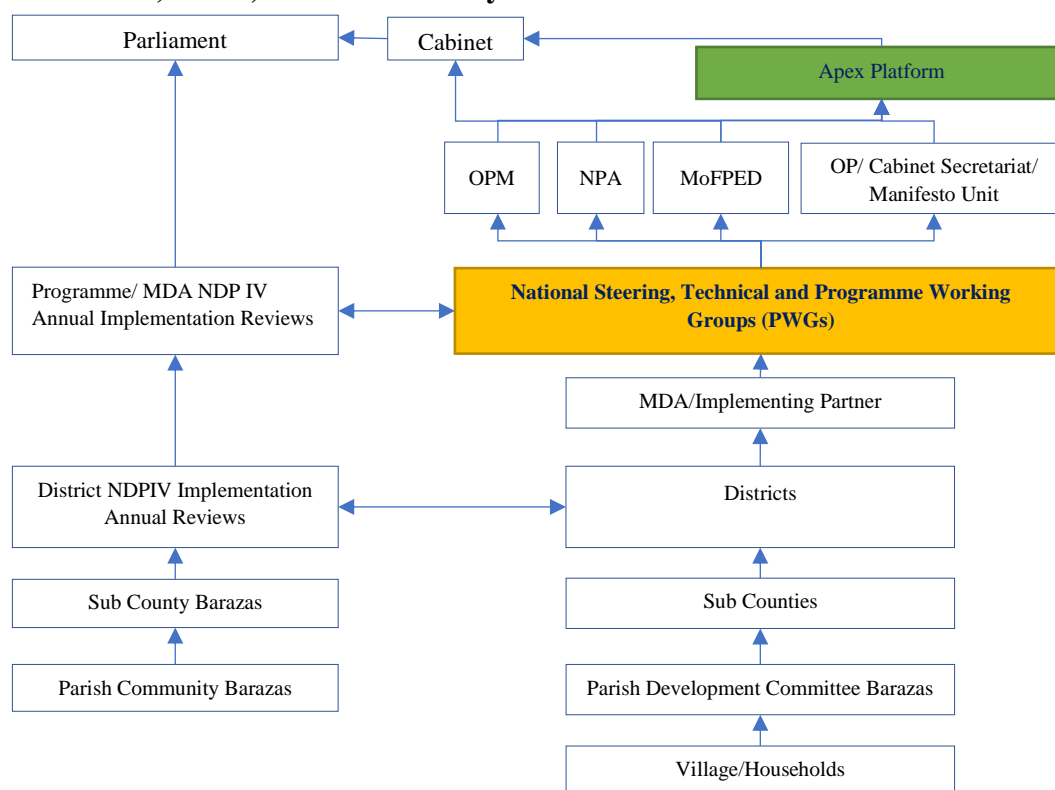 Parliament
Cabinet
Apex Platform
OPM
NPA
MoFPED
OP/ Cabinet Secretariat/
Manifesto Unit
Programme/ MDA NDP IV
Annual Implementation Reviews
National Steering, Technical and Programme Working
Groups (PWGs)
MDA/Implementing Partner
District NDPIV Implementation
Annual Reviews
Districts
Sub County Barazas
Sub Counties
Parish Community Barazas
Parish Development Committee Barazas
Village/Households